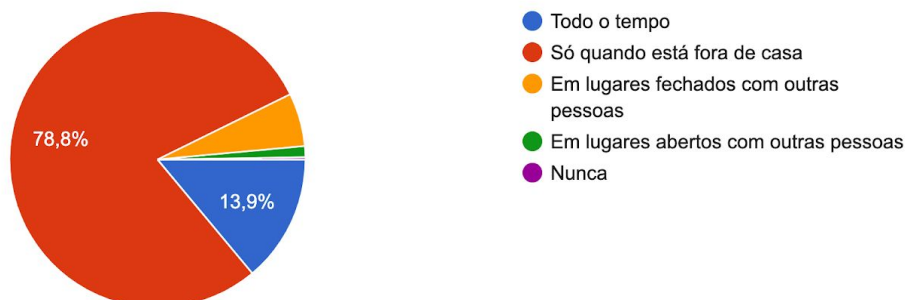 Todo o tempo
Só quando está fora de casa
Em lugares fechados com outras
pessoas
Em lugares abertos com outras pessoas
Nunca
78,8%
13,9%